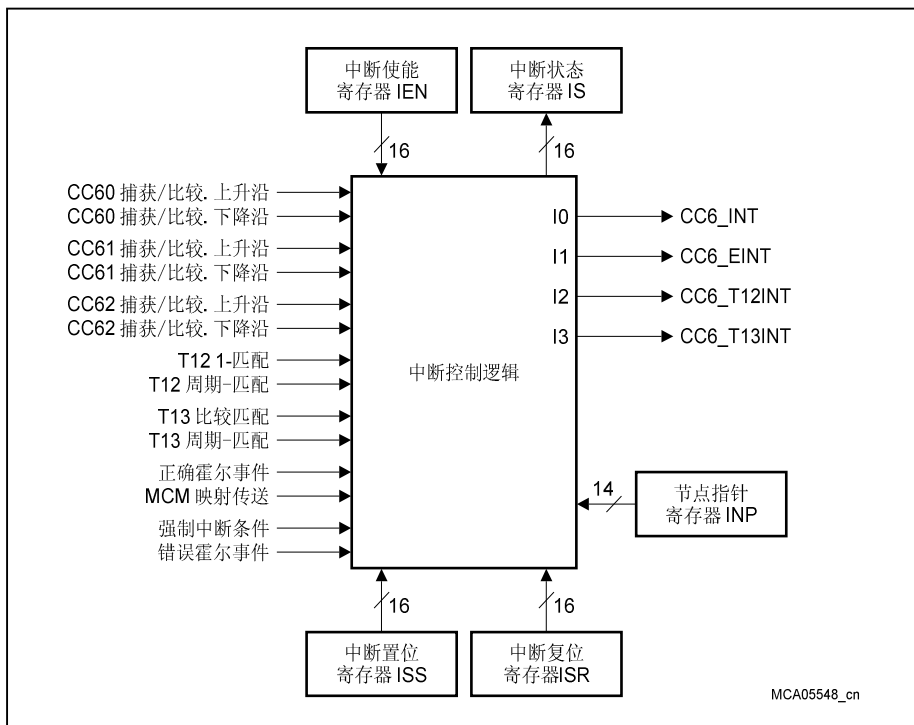 中断使能
寄存器 IEN
中断状态
寄存器 IS
16
16
CC60 捕获/比较. 上升沿
CC60 捕获/比较. 下降沿
CC61 捕获/比较. 上升沿
CC61 捕获/比较. 下降沿
CC62 捕获/比较. 上升沿
CC62 捕获/比较. 下降沿
T12 1-匹配
T12 周期-匹配
T13 比较匹配
T13 周期-匹配
正确霍尔事件
MCM 映射传送
强制中断条件
错误霍尔事件
中断控制逻辑
I0
I1
I2
I3
CC6_INT
CC6_EINT
CC6_T12INT
CC6_T13INT
14
节点指针
寄存器 INP
16
16
中断置位
寄存器 ISS
中断复位
寄存器ISR
MCA05548_cn